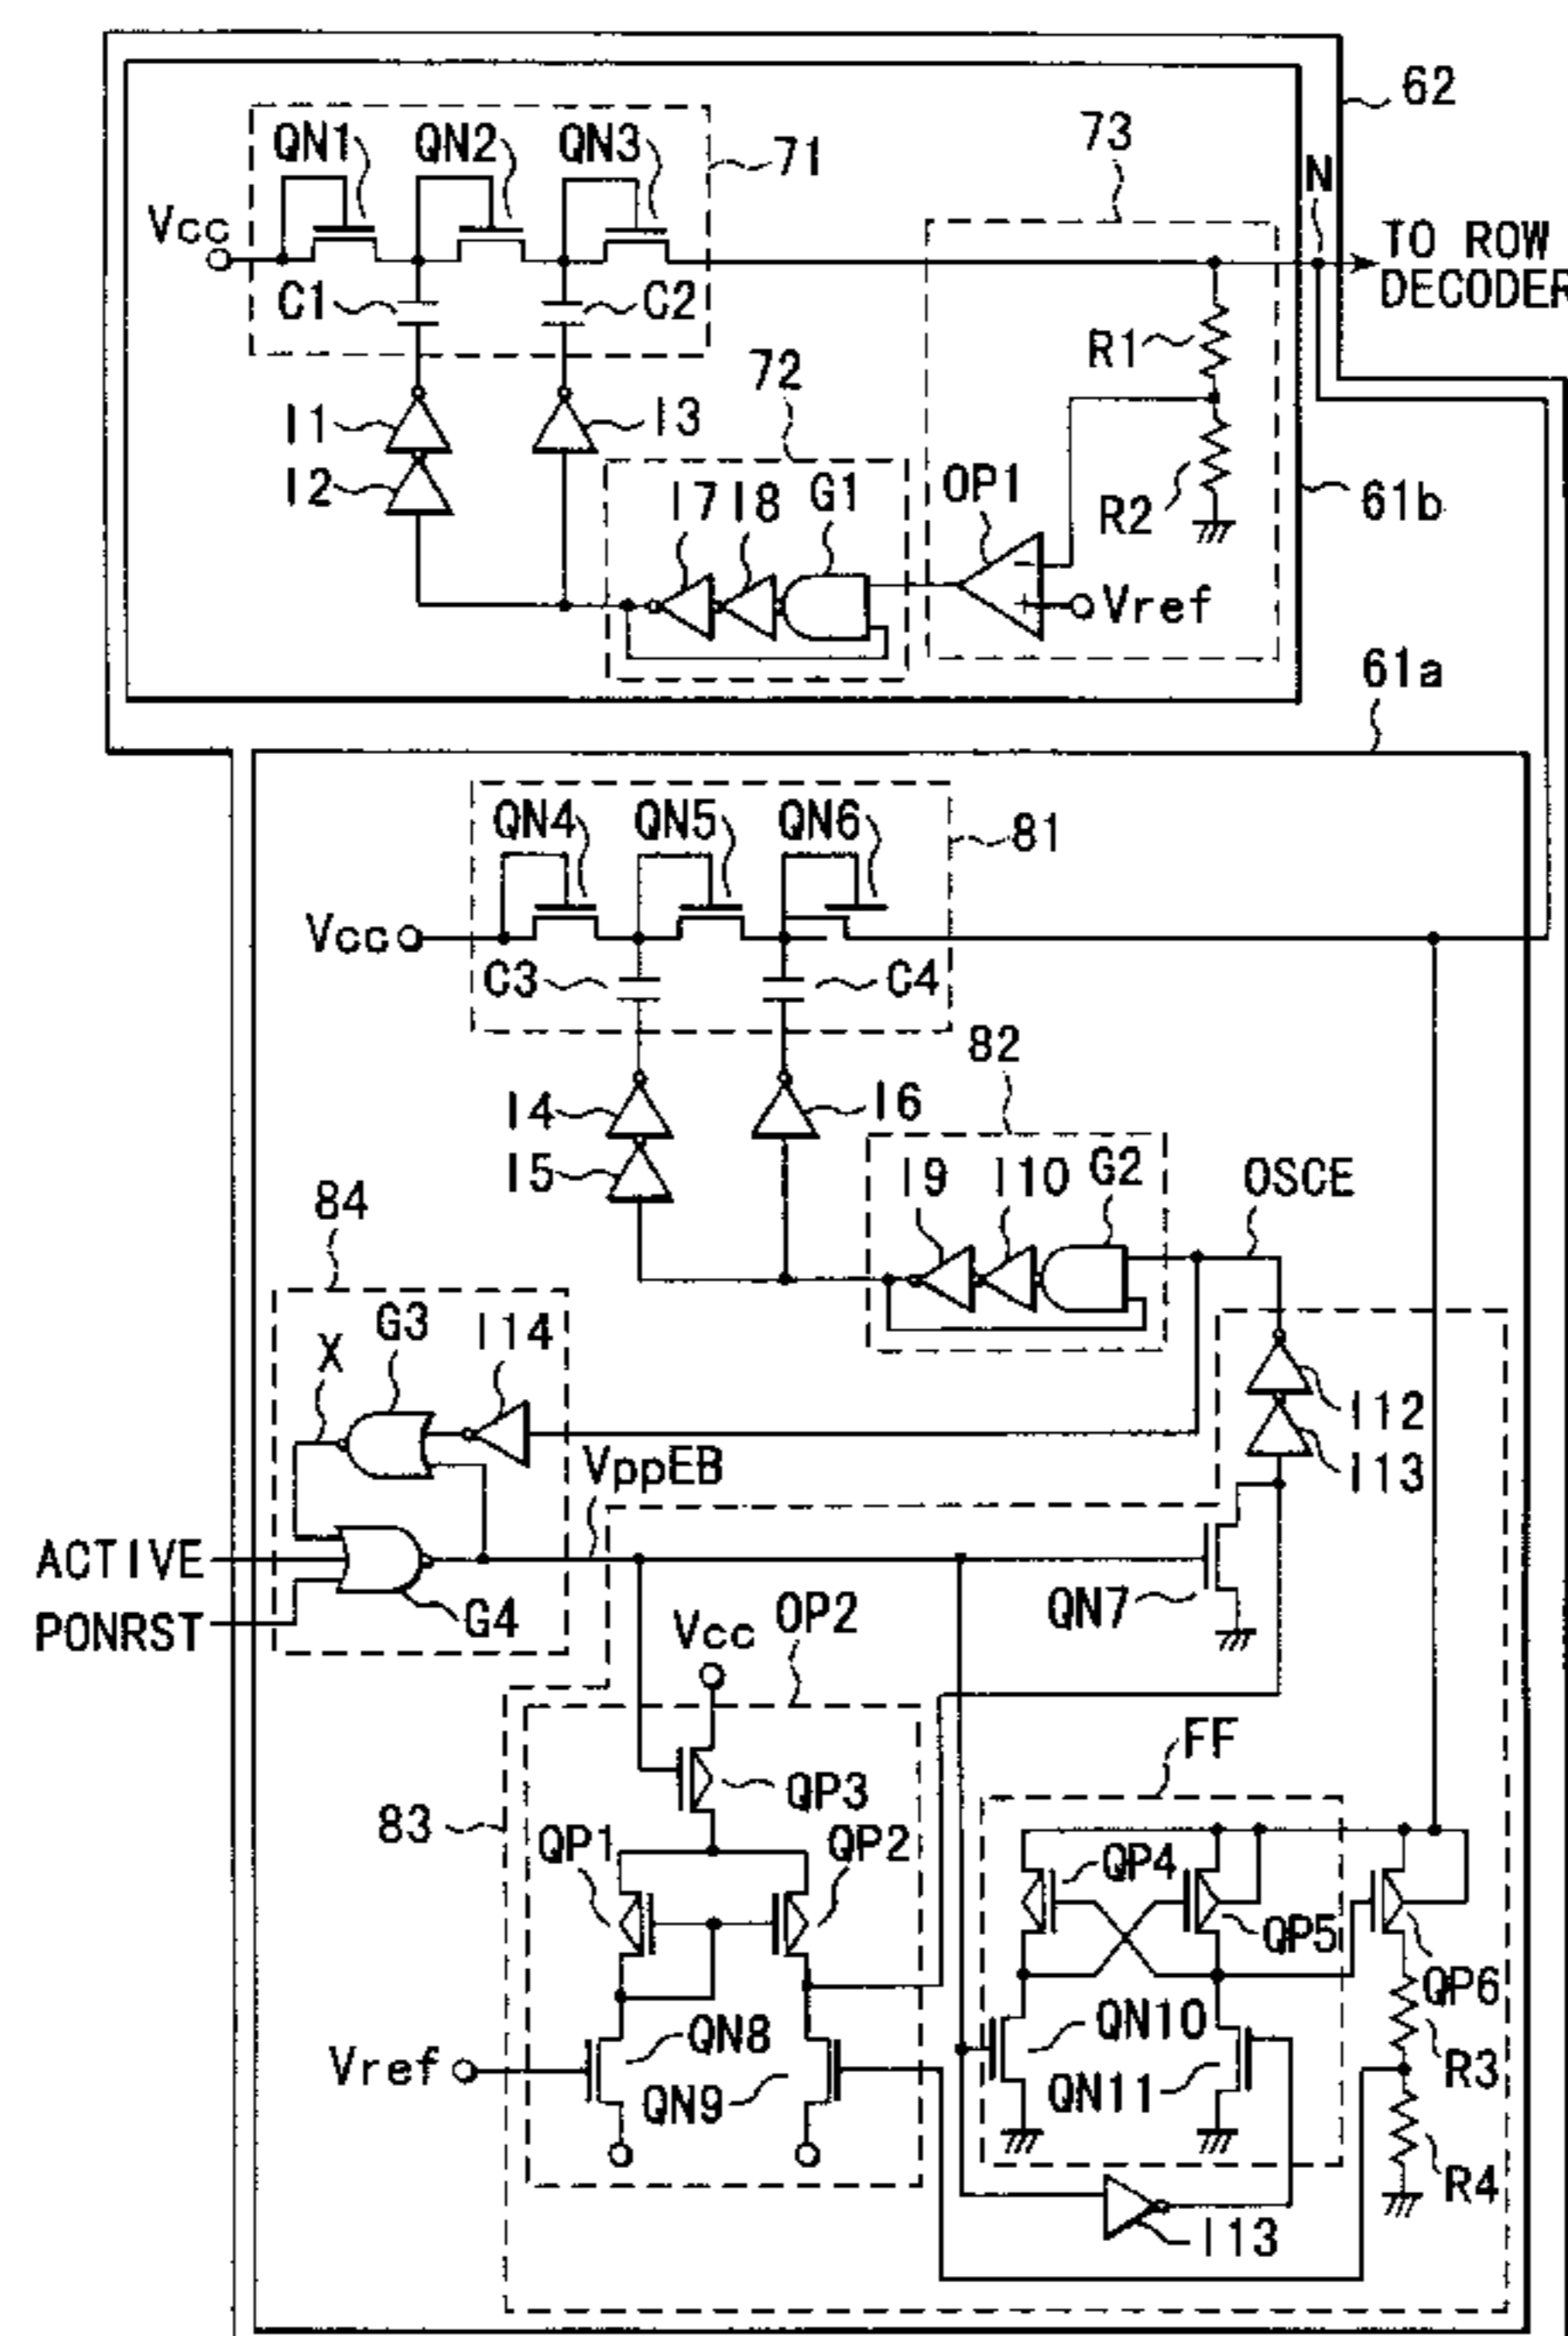 62
QN1
QN2
QN3
71
73
N
Vcc
TO ROW
DECODER
C1
C2
R1
72
I1
I3
I2
I7
I8
G1
OP1
R2
61b
Vref
61a
QN4
QN5
QN6
81
Vcc
C3
C4
82
I4
I6
I5
I9
I10
G2
OSCE
84
X
G3
I14
I12
VppEB
I13
ACTIVE
PONRST
G4
QN7
Vcc
OP2
FF
QP3
83
QP1
QP2
QP4
QP5
QP6
QN8
QN10
Vref
QN9
QN11
R3
R4
I13